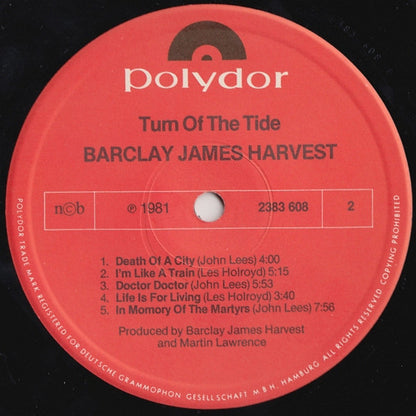 polydor
Turn Of The Tide
BARCLAY JAMES HARVEST
n©b ℗ 1981 2383 608 2
1. Death Of A City (John Lees) 4:00
2. I'm Like A Train (Les Holroyd) 5:15
3. Doctor Doctor (John Lees) 5:53
4. Life Is For Living (Les Holroyd) 3:40
5. In Momory Of The Martyrs (John Lees) 7:56
Produced by Barclay James Harvest
and Martin Lawrence
POLYDOR TRADE MARK REGISTERED FOR DEUTSCHE GRAMMOPHON GESELLSCHAFT M B H. HAMBURG ALL RIGHTS RESERVED COPYING PROHIBITED